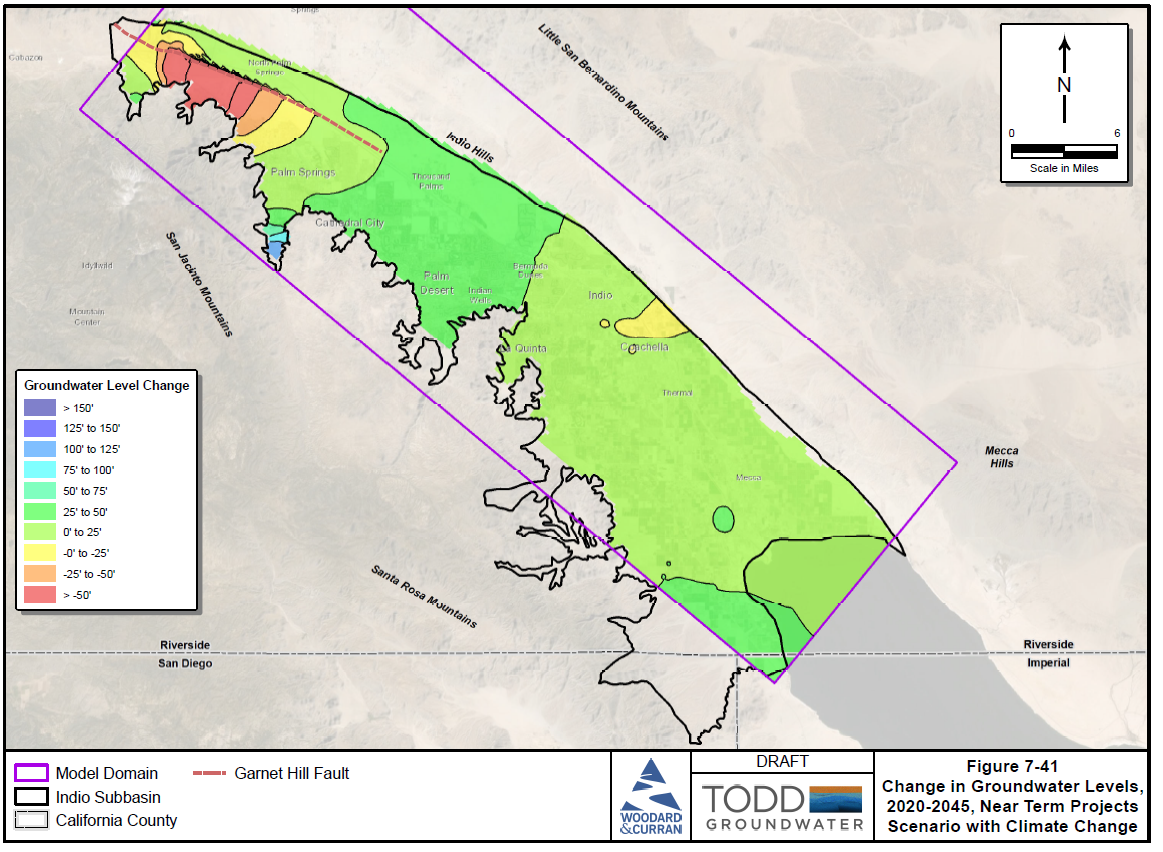 Springs
Cabazon
North Palm
Springs
Little San Bernardino Mountains
N
0 6
Scale in Miles
Indio Hills
Palm Springs
Thousand
Palms
Cathedral City
San Jacinto Mountains
Idyllwild
Mountain
Center
Palm
Desert
Indian
Wells
Bermuda
Dunes
Indio
La Quinta
Coachella
Thermal
Mecca
Mecca
Hills
Santa Rosa Mountains
Groundwater Level Change
> 150'
125' to 150'
100' to 125'
75' to 100'
50' to 75'
25' to 50'
0' to 25'
-0' to -25'
-25' to -50'
> -50'
Riverside
San Diego
Riverside
Imperial
Model Domain
Garnet Hill Fault
Indio Subbasin
California County
WOODARD
&CURRAN
DRAFT
TODD
GROUNDWATER
Figure 7-41
Change in Groundwater Levels,
2020-2045, Near Term Projects
Scenario with Climate Change